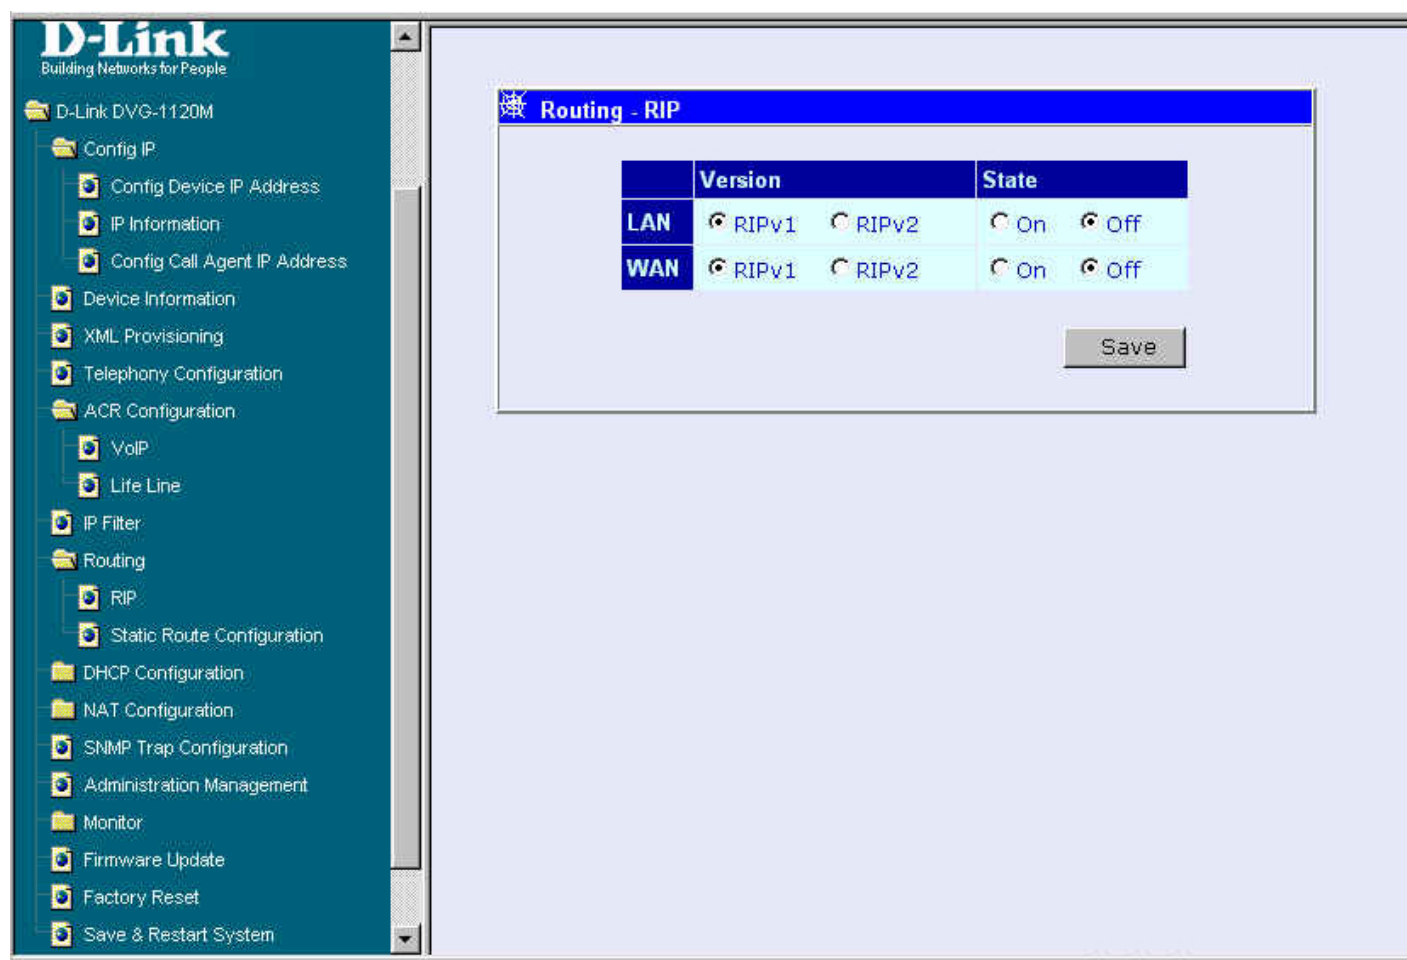 D-Link
Building Networks for People
D-Link DVG-1120M
Config IP
Config Device IP Address
IP Information
Config Call Agent IP Address
Device Information
XML Provisioning
Telephony Configuration
ACR Configuration
VoIP
Life Line
IP Filter
Routing
RIP
Static Route Configuration
DHCP Configuration
NAT Configuration
SNMP Trap Configuration
Administration Management
Monitor
Firmware Update
Factory Reset
Save & Restart System
Routing - RIP
Version State
LAN RIPv1 RIPv2 On Off
WAN RIPv1 RIPv2 On Off
Save